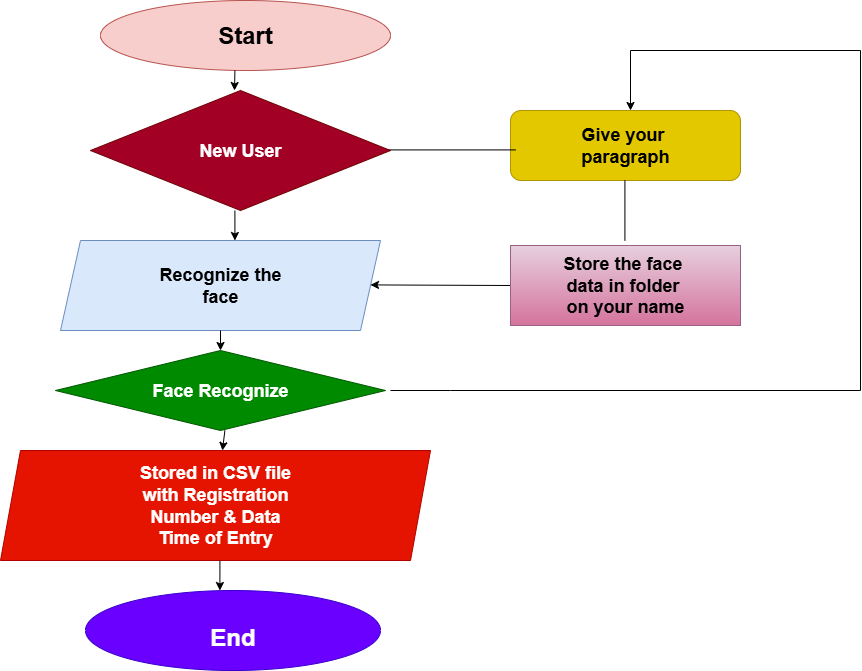 Start
New User
Give your
paragraph
Recognize the
face
Store the face
data in folder
on your name
Face Recognize
Stored in CSV file
with Registration
Number & Data
Time of Entry
End